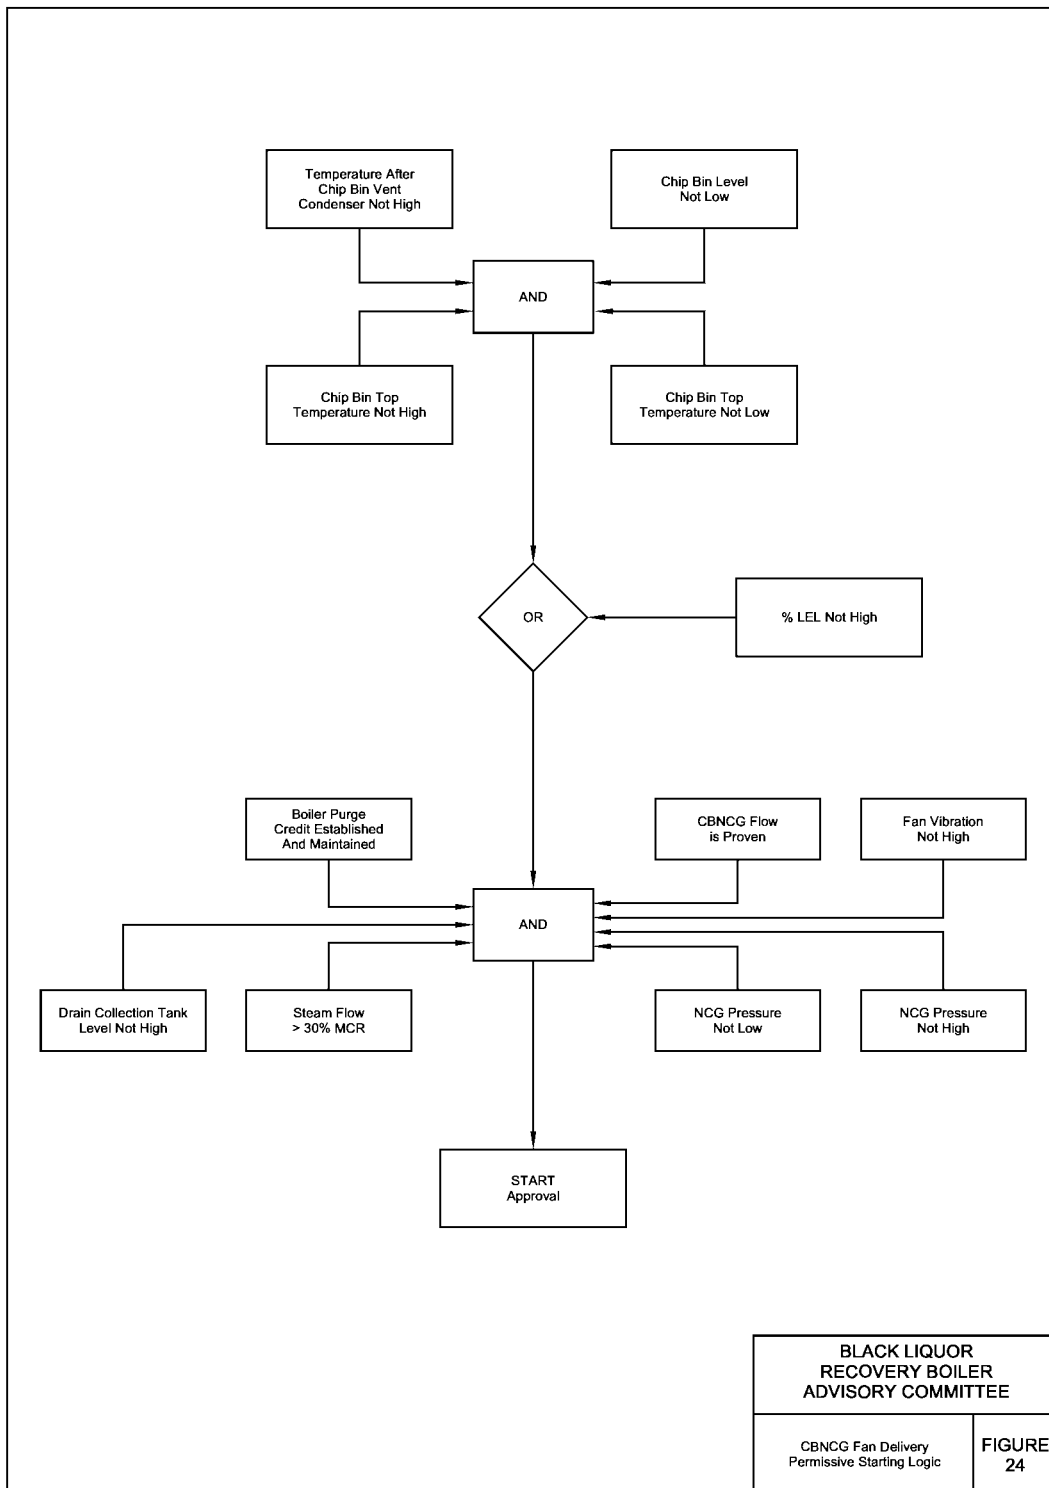 Temperature After
Chip Bin Vent
Condenser Not High
Chip Bin Level
Not Low
AND
Chip Bin Top
Temperature Not High
Chip Bin Top
Temperature Not Low
OR
% LEL Not High
Boiler Purge
Credit Established
And Maintained
CBNCG Flow
is Proven
Fan Vibration
Not High
AND
Drain Collection Tank
Level Not High
Steam Flow
> 30% MCR
NCG Pressure
Not Low
NCG Pressure
Not High
START
Approval
BLACK LIQUOR
RECOVERY BOILER
ADVISORY COMMITTEE
CBNCG Fan Delivery
Permissive Starting Logic
FIGURE
24